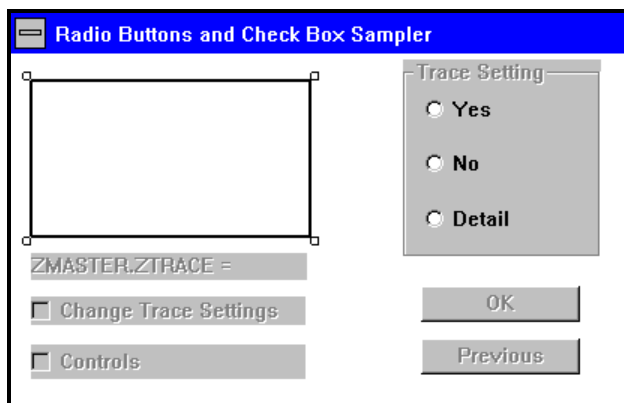 Radio Buttons and Check Box Sampler
Trace Setting
Yes
No
Detail
ZMASTER.ZTRACE =
Change Trace Settings
Controls
OK
Previous